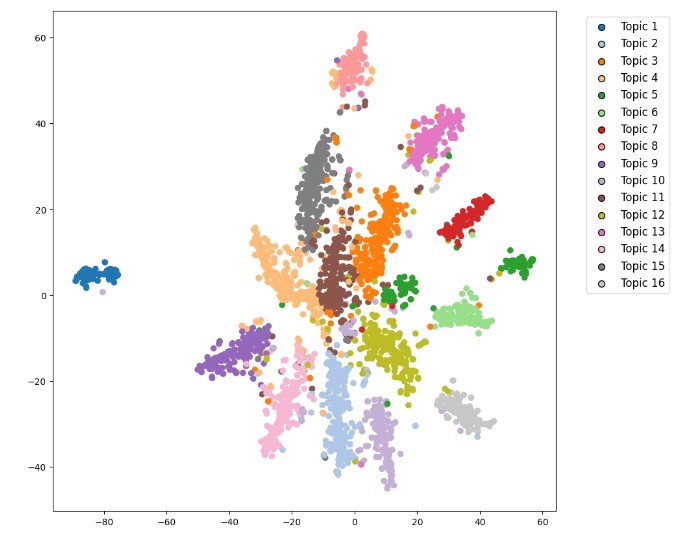 60
40
20
0
−20
−40
−80
−60
−40
−20
0
20
40
60
Topic 1
Topic 2
Topic 3
Topic 4
Topic 5
Topic 6
Topic 7
Topic 8
Topic 9
Topic 10
Topic 11
Topic 12
Topic 13
Topic 14
Topic 15
Topic 16